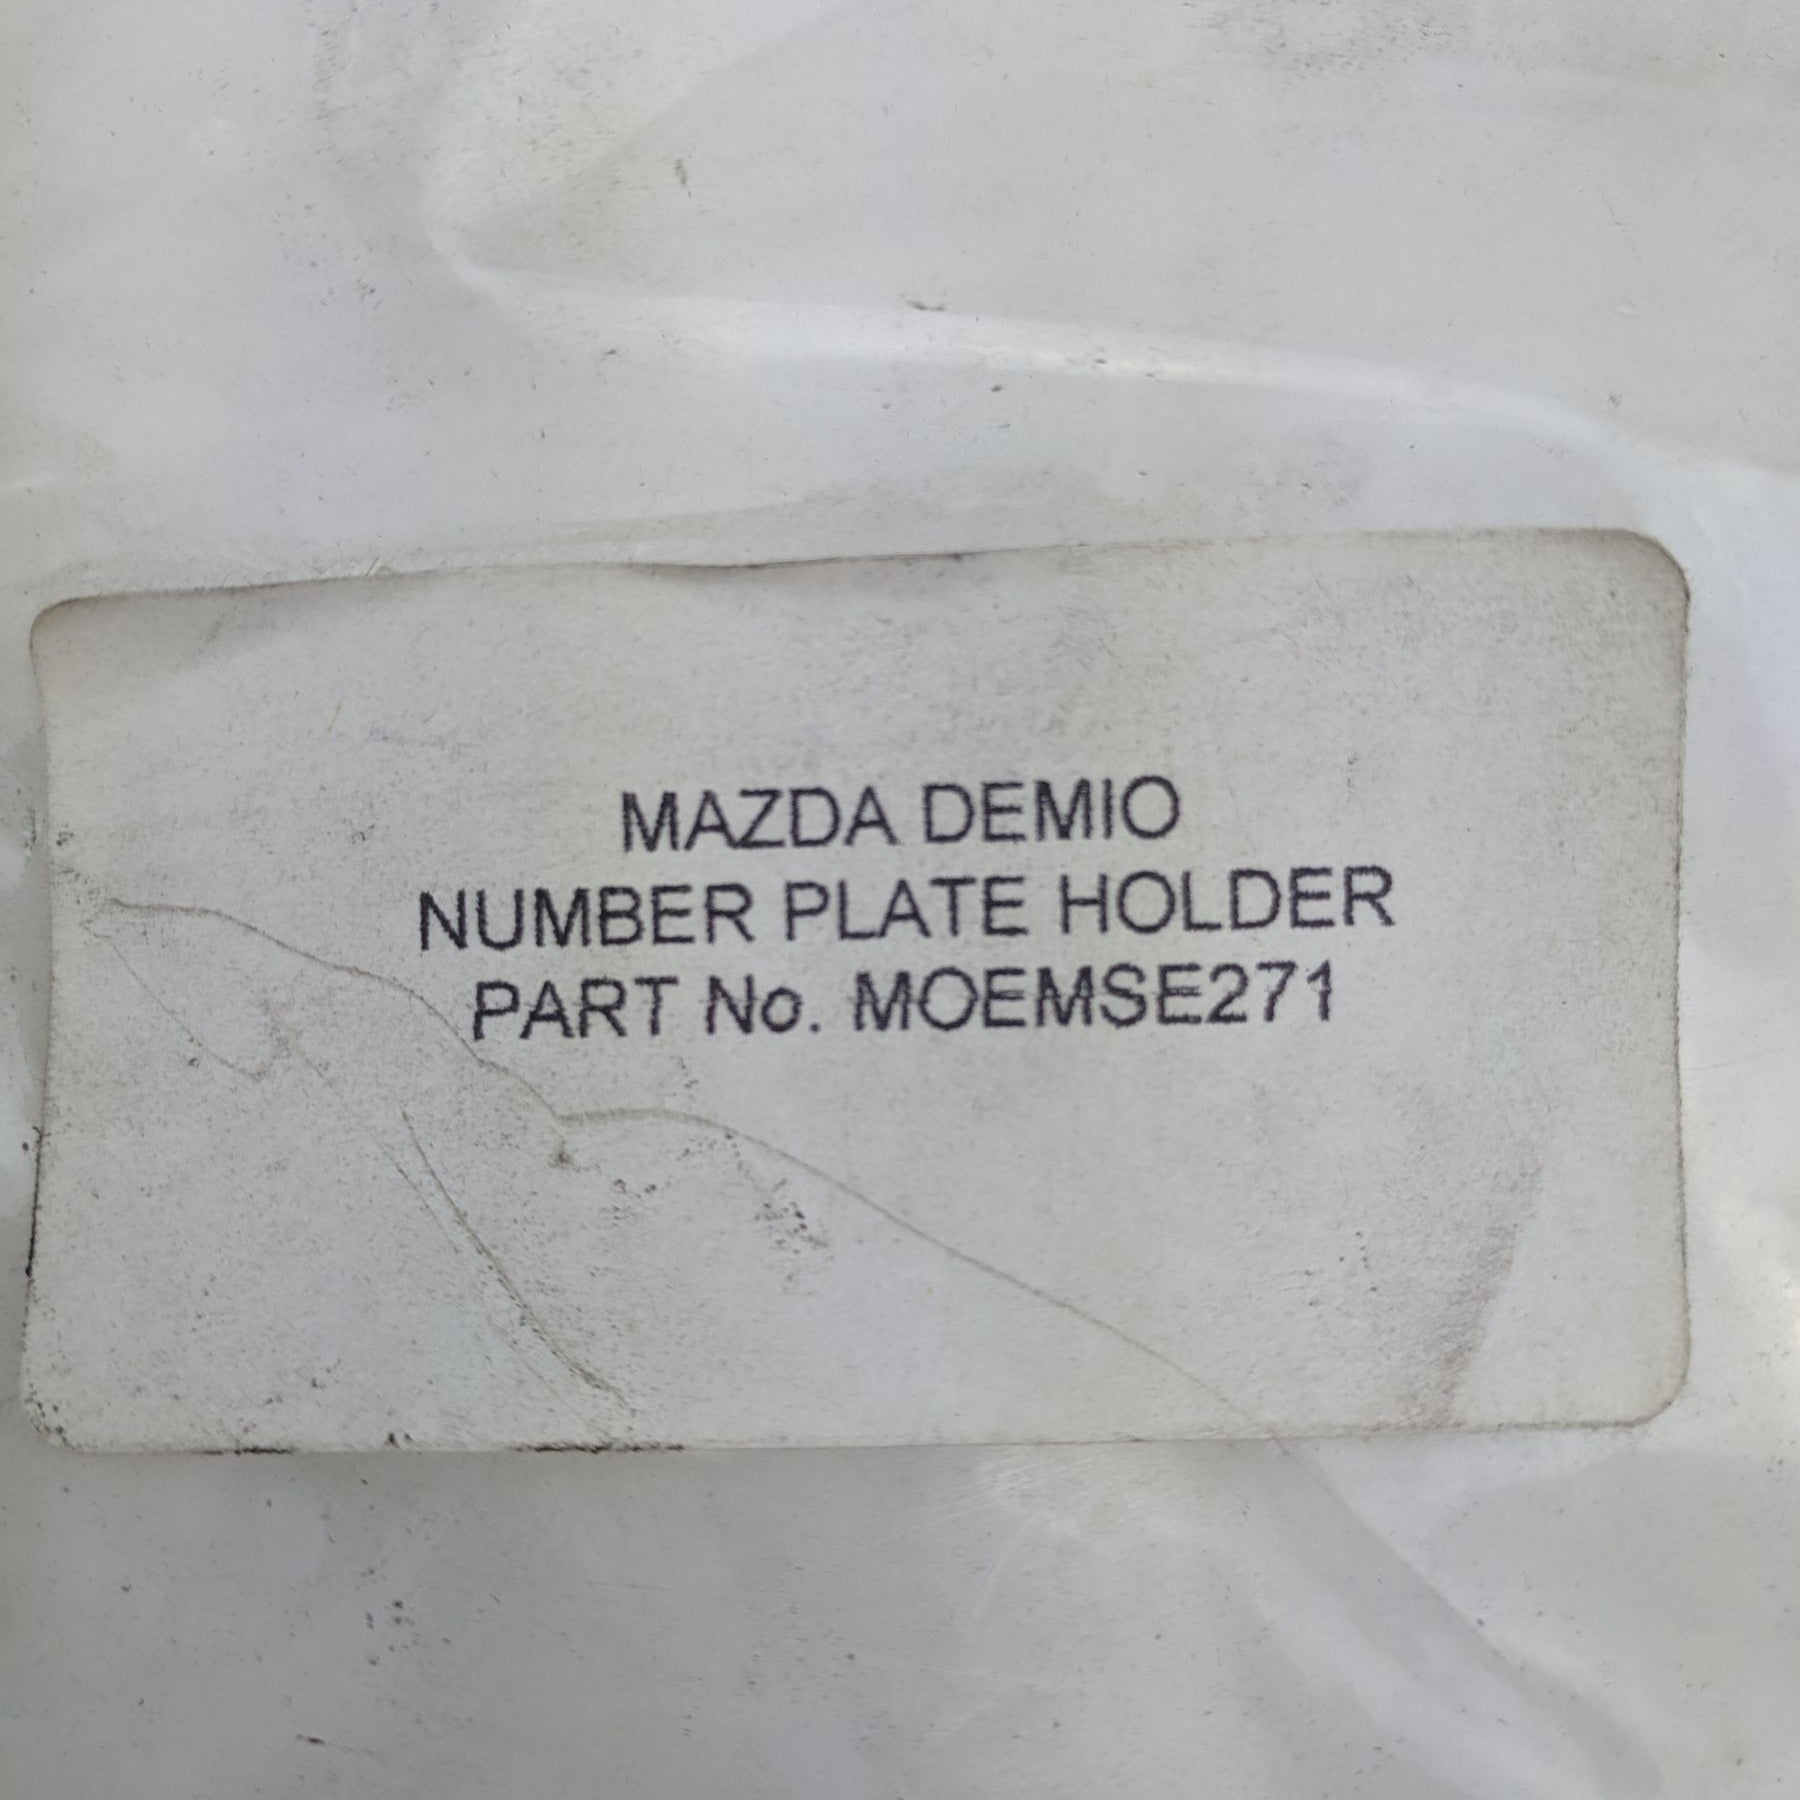 MAZDA DEMIO
NUMBER PLATE HOLDER
PART No. MOEMSE271